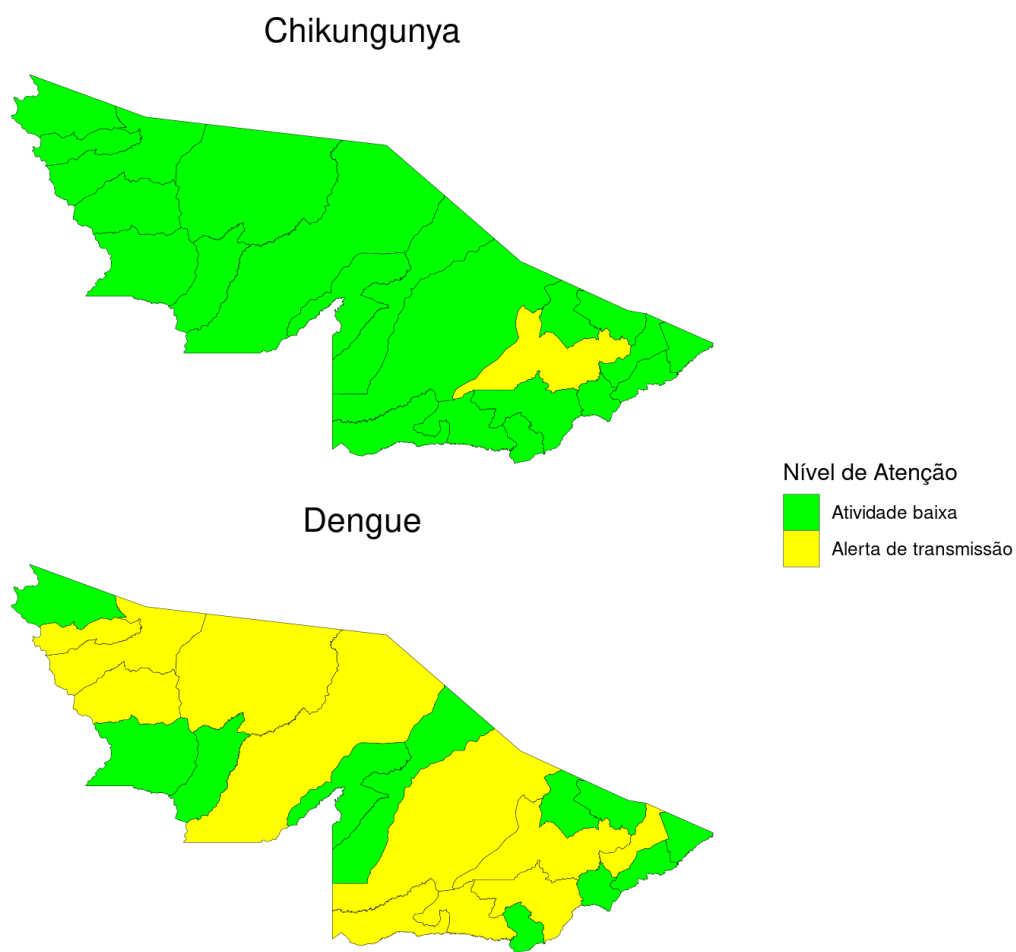 Chikungunya
Nível de Atenção
Atividade baixa
Alerta de transmissão
Dengue